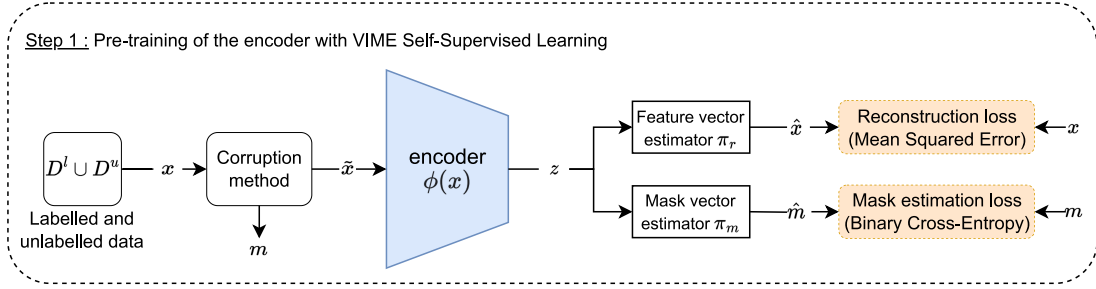 Step 1 : Pre-training of the encoder with VIME Self-Supervised Learning
D^l ∪ D^u
Labelled and
unlabelled data
x
Corruption
method
m
x̃
encoder
ϕ(x)
z
Feature vector
estimator π_r
x̂
Reconstruction loss
(Mean Squared Error)
x
Mask vector
estimator π_m
m̂
Mask estimation loss
(Binary Cross-Entropy)
m